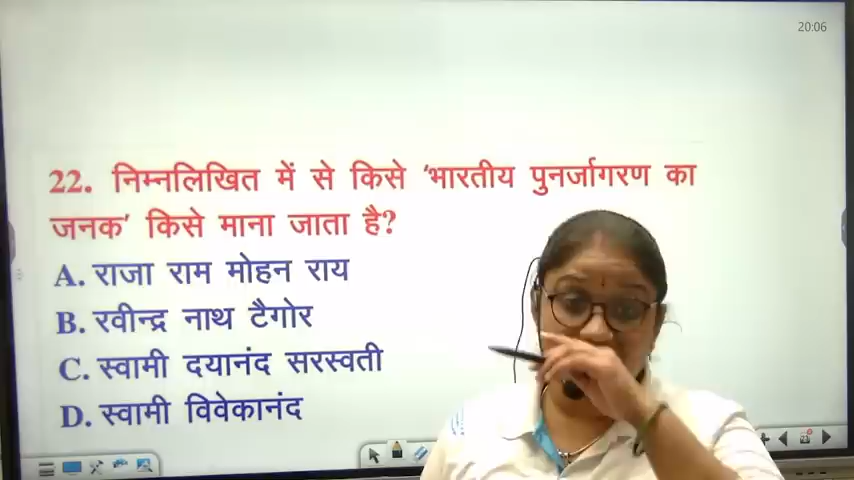 20:06
22. निम्नलिखित में से किसे ‘भारतीय पुनर्जागरण का
जनक’ किसे माना जाता है?
A. राजा राम मोहन राय
B. रवीन्द्र नाथ टैगोर
C. स्वामी दयानंद सरस्वती
D. स्वामी विवेकानंद